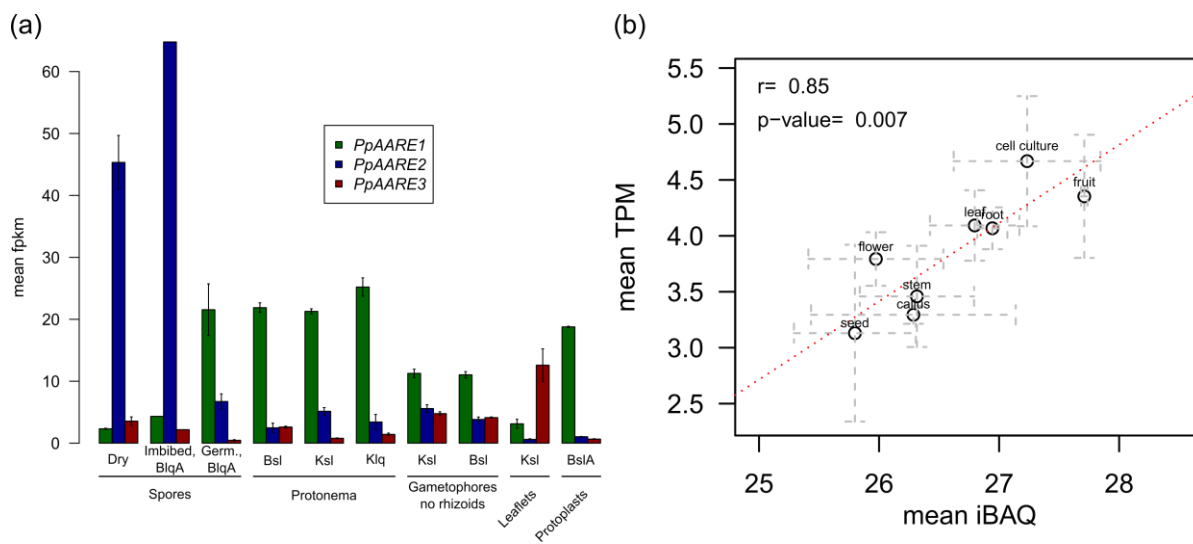 (a)
mean fpkm
60
50
40
30
20
10
0
PpAARE1
PpAARE2
PpAARE3
Dry
Imbibed,
BlqA
Germ.,
BlqA
Bsl
Ksl
Klq
Ksl
Bsl
Ksl
BslA
Spores
Protonema
Gametophores
no rhizoids
Leaflets
Protoplasts
(b)
r= 0.85
p-value= 0.007
mean TPM
5.5
5.0
4.5
4.0
3.5
3.0
2.5
cell culture
fruit
leaf
root
flower
stem
callus
seed
25
26
27
28
mean iBAQ